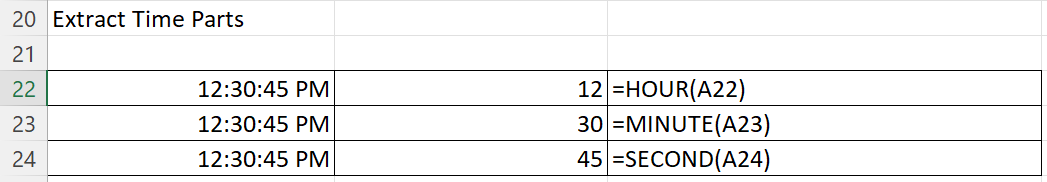 20 Extract Time Parts
21
22 12:30:45 PM 12 =HOUR(A22)
23 12:30:45 PM 30 =MINUTE(A23)
24 12:30:45 PM 45 =SECOND(A24)